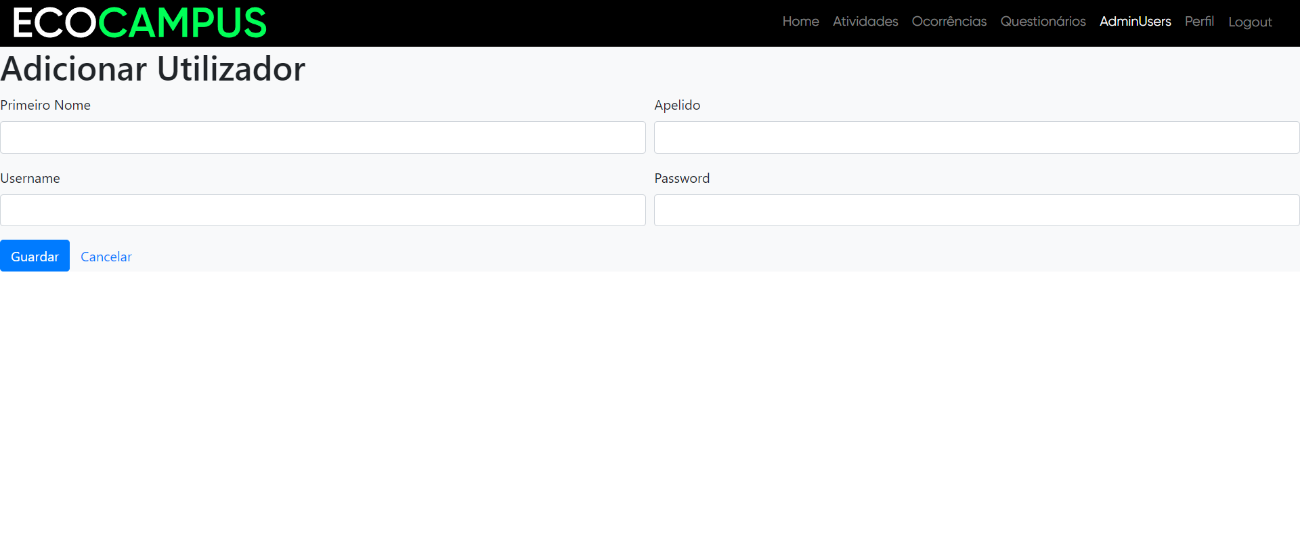 ECOCAMPUS Home Atividades Ocorrências Questionários AdminUsers Perfil Logout
Adicionar Utilizador
Primeiro Nome Apelido
Username Password
Guardar Cancelar